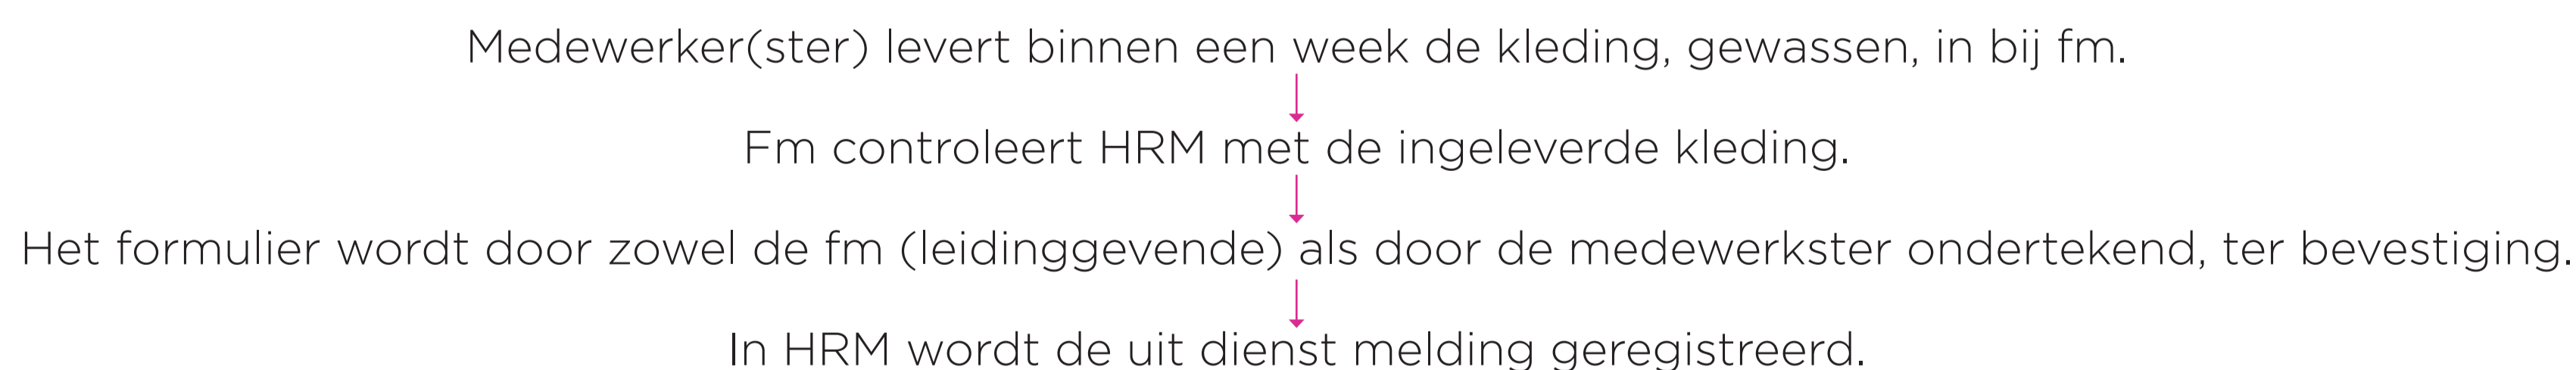 Medewerker(ster) levert binnen een week de kleding, gewassen, in bij fm.
Fm controleert HRM met de ingeleverde kleding.
Het formulier wordt door zowel de fm (leidinggevende) als door de medewerkster ondertekend, ter bevestiging.
In HRM wordt de uit dienst melding geregistreerd.